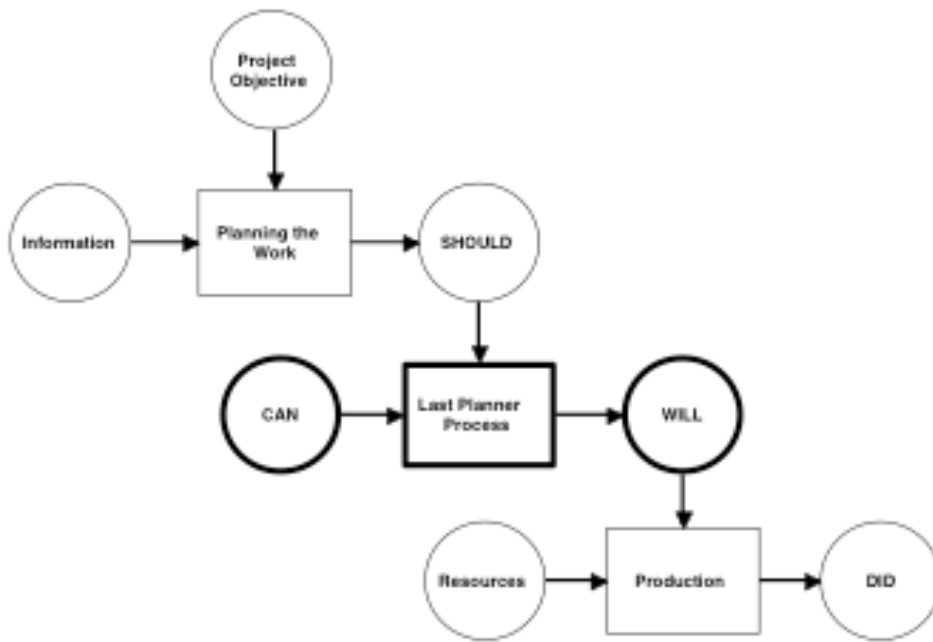 Project
Objective
Information
Planning the
Work
SHOULD
CAN
Last Planner
Process
WILL
Resources
Production
DID